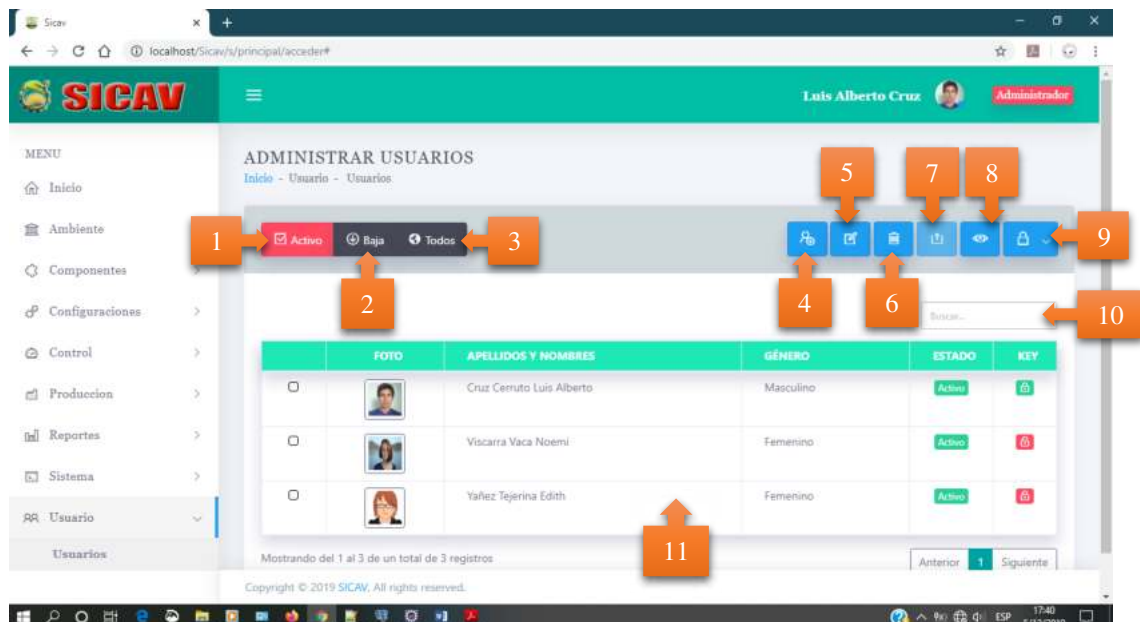 Sicav
localhost/Sicav/s/principal/acceder#
SICAV
Luis Alberto Cruz
Administrador
MENU
Inicio
Ambiente
Componentes
Configuraciones
Control
Produccion
Reportes
Sistema
Usuario
Usuarios
ADMINISTRAR USUARIOS
Inicio - Usuario - Usuarios
5
7
8
1
Activo
Baja
Todos
3
9
2
4
6
Buscar...
10
FOTO
APELLIDOS Y NOMBRES
GÉNERO
ESTADO
KEY
Cruz Cerruto Luis Alberto
Masculino
Activo
Viscarra Vaca Noemi
Femenino
Activo
Yañez Tejerina Edith
Femenino
Activo
11
Mostrando del 1 al 3 de un total de 3 registros
Anterior
1
Siguiente
Copyright © 2019 SICAV. All rights reserved.
ESP
17:40